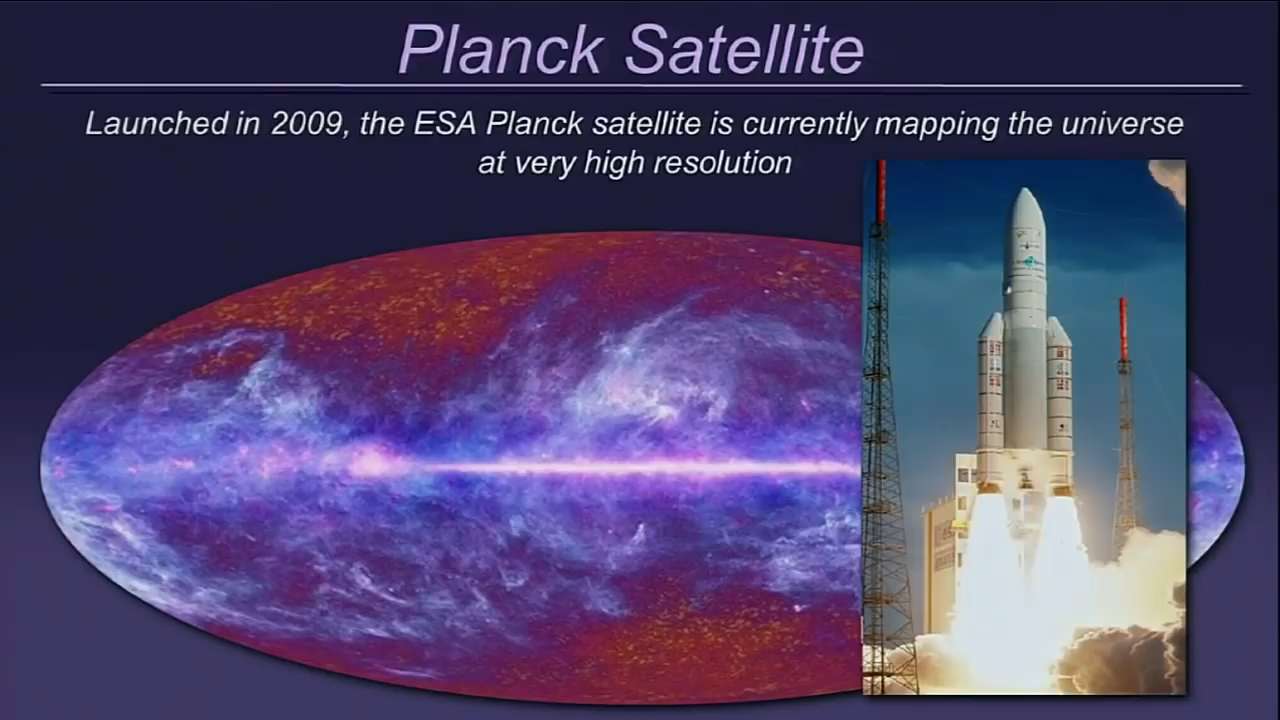 Planck Satellite
Launched in 2009, the ESA Planck satellite is currently mapping the universe
at very high resolution